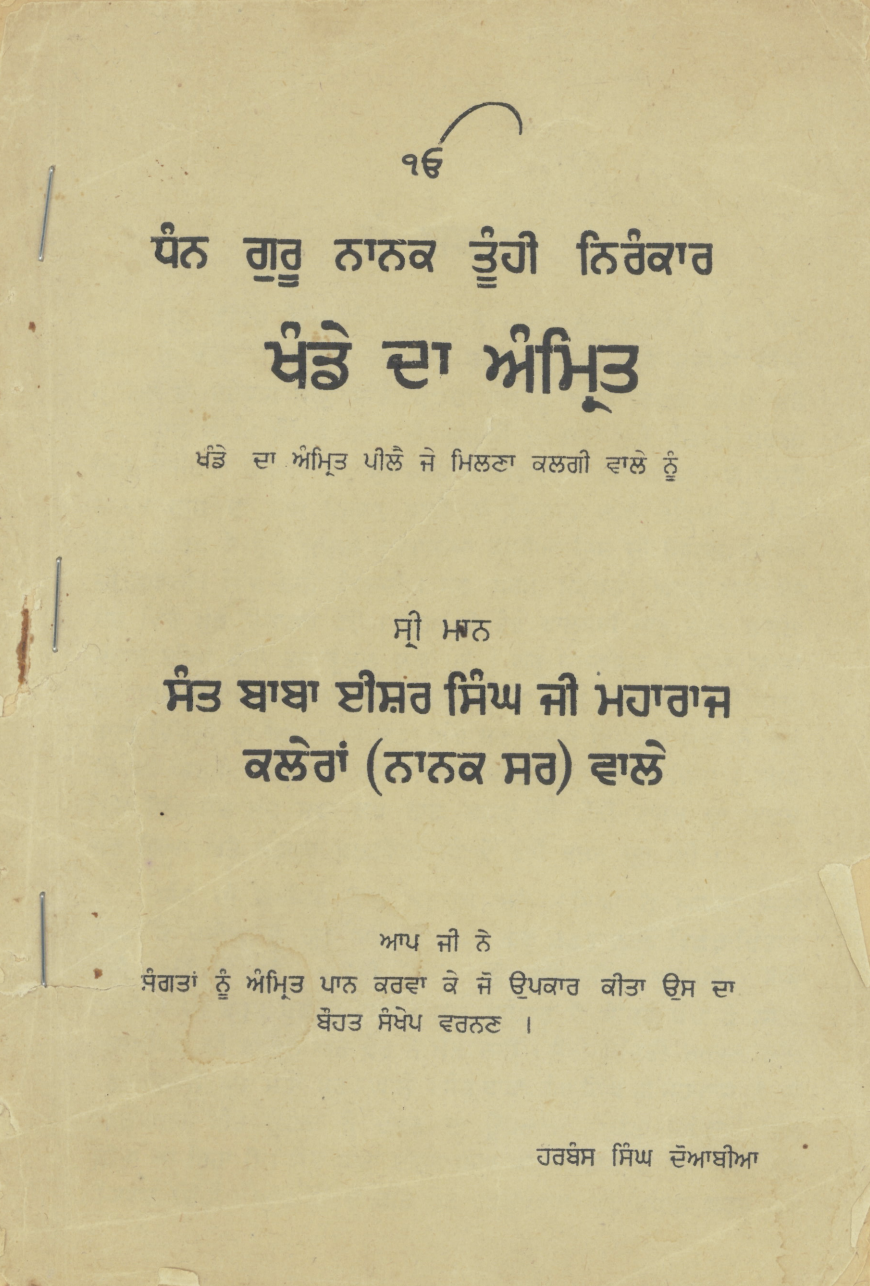 ੴ
ਧੰਨ ਗੁਰੂ ਨਾਨਕ ਤੂੰਹੀ ਨਿਰੰਕਾਰ
ਖੰਡੇ ਦਾ ਅੰਮ੍ਰਿਤ
ਖੰਡੇ ਦਾ ਅੰਮ੍ਰਿਤ ਪੀਲੈ ਜੇ ਮਿਲਣਾ ਕਲਗੀ ਵਾਲੇ ਨੂੰ
ਸ੍ਰੀ ਮਾਨ
ਸੰਤ ਬਾਬਾ ਈਸ਼ਰ ਸਿੰਘ ਜੀ ਮਹਾਰਾਜ
ਕਲੇਰਾਂ (ਨਾਨਕ ਸਰ) ਵਾਲੇ
ਆਪ ਜੀ ਨੇ
ਸੰਗਤਾਂ ਨੂੰ ਅੰਮ੍ਰਿਤ ਪਾਨ ਕਰਵਾ ਕੇ ਜੋ ਉਪਕਾਰ ਕੀਤਾ ਉਸ ਦਾ
ਬੌਹਤ ਸੰਖੇਪ ਵਰਨਣ ।
ਹਰਬੰਸ ਸਿੰਘ ਦੋਆਬੀਆ